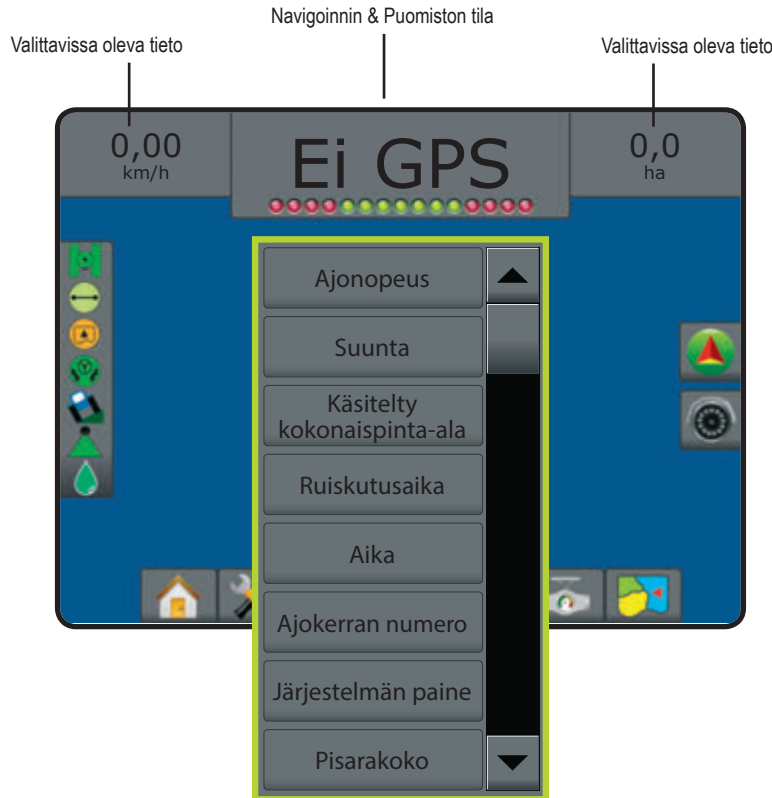 Navigoinnin & Puomiston tila
Valittavissa oleva tieto
Valittavissa oleva tieto
0,00
km/h
Ei GPS
0,0
ha
Ajonopeus
Suunta
Käsitelty
kokonaispinta-ala
Ruiskutusaika
Aika
Ajokerran numero
Järjestelmän paine
Pisarakoko